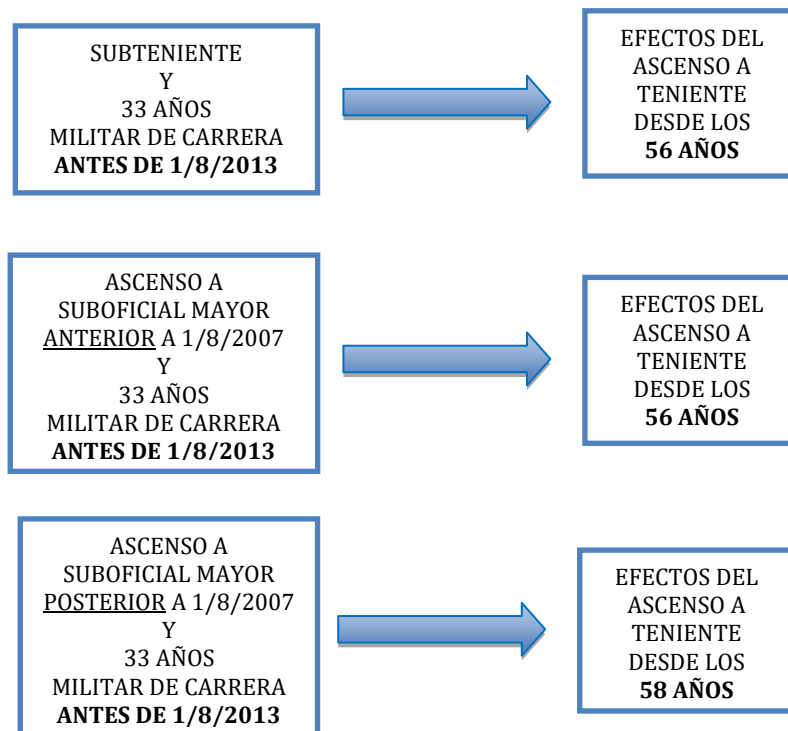 SUBTENIENTE
Y
33 AÑOS
MILITAR DE CARRERA
ANTES DE 1/8/2013
EFECTOS DEL
ASCENSO A
TENIENTE
DESDE LOS
56 AÑOS
ASCENSO A
SUBOFICIAL MAYOR
ANTERIOR A 1/8/2007
Y
33 AÑOS
MILITAR DE CARRERA
ANTES DE 1/8/2013
EFECTOS DEL
ASCENSO A
TENIENTE
DESDE LOS
56 AÑOS
ASCENSO A
SUBOFICIAL MAYOR
POSTERIOR A 1/8/2007
Y
33 AÑOS
MILITAR DE CARRERA
ANTES DE 1/8/2013
EFECTOS DEL
ASCENSO A
TENIENTE
DESDE LOS
58 AÑOS